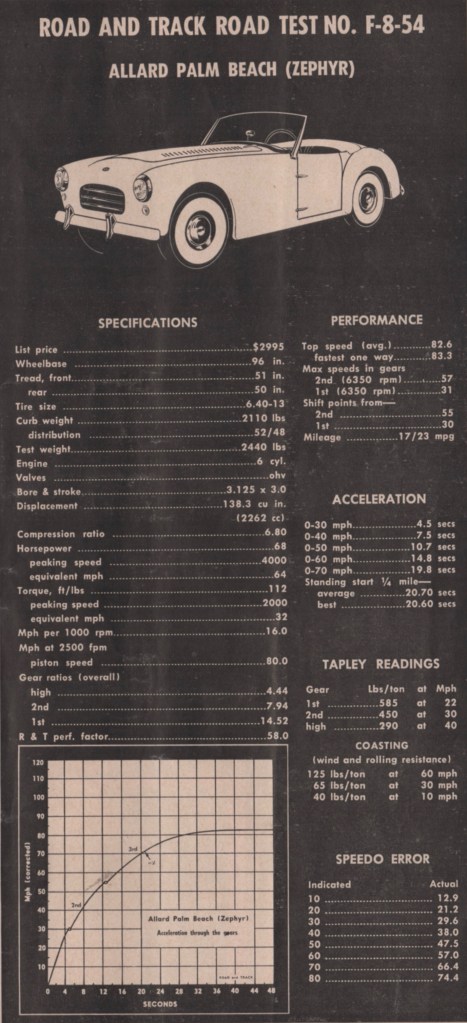 ROAD AND TRACK ROAD TEST NO. F-8-54
ALLARD PALM BEACH (ZEPHYR)
SPECIFICATIONS
List price ........ $2995
Wheelbase ........ 96 in.
Tread, front ........ 51 in.
rear ........ 50 in.
Tire size ........ 6.40-13
Curb weight ........ 2110 lbs
distribution ........ 52/48
Test weight ........ 2440 lbs
Engine ........ 6 cyl.
Valves ........ ohv
Bore & stroke ........ 3.125 x 3.0
Displacement ........ 138.3 cu in.
(2262 cc)
Compression ratio ........ 6.80
Horsepower ........ 68
peaking speed ........ 4000
equivalent mph ........ 64
Torque, ft/lbs ........ 112
peaking speed ........ 2000
equivalent mph ........ 32
Mph per 1000 rpm ........ 16.0
Mph at 2500 fpm
piston speed ........ 80.0
Gear ratios (overall)
high ........ 4.44
2nd ........ 7.94
1st ........ 14.52
R & T perf. factor ........ 58.0
PERFORMANCE
Top speed (avg.) ........ 82.6
fastest one way ........ 83.3
Max speeds in gears
2nd (6350 rpm) ........ 57
1st (6350 rpm) ........ 31
Shift points from—
2nd ........ 55
1st ........ 30
Mileage ........ 17/23 mpg
ACCELERATION
0-30 mph ........ 4.5 secs
0-40 mph ........ 7.5 secs
0-50 mph ........ 10.7 secs
0-60 mph ........ 14.8 secs
0-70 mph ........ 19.8 secs
Standing start ¼ mile—
average ........ 20.70 secs
best ........ 20.60 secs
TAPLEY READINGS
Gear Lbs/ton at Mph
1st ........ 585 at 22
2nd ........ 450 at 30
high ........ 290 at 40
COASTING
(wind and rolling resistance)
125 lbs/ton at 60 mph
65 lbs/ton at 30 mph
40 lbs/ton at 10 mph
SPEEDO ERROR
Indicated Actual
10 ........ 12.9
20 ........ 21.2
30 ........ 29.6
40 ........ 38.0
50 ........ 47.5
60 ........ 57.0
70 ........ 66.4
80 ........ 74.4
120
110
100
90
80
70
60
50
40
30
20
10
Mph (corrected)
2nd
3rd
Allard Palm Beach (Zephyr)
Acceleration through the gears
ROAD and TRACK
0 4 8 12 16 20 24 28 32 36 40 44 48
SECONDS